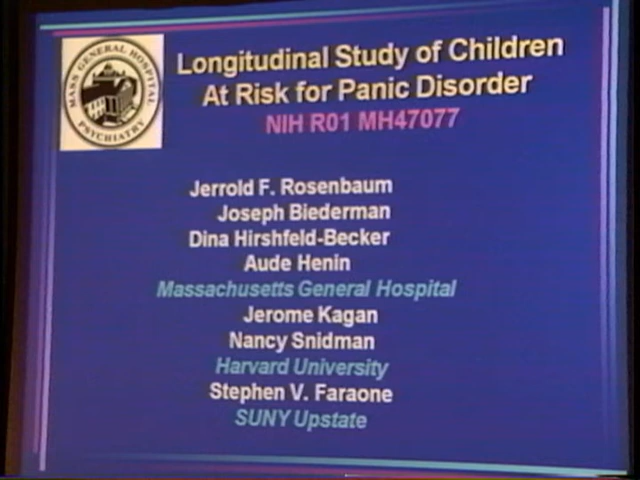 MASS GENERAL HOSPITAL
PSYCHIATRY
Longitudinal Study of Children
At Risk for Panic Disorder
NIH R01 MH47077
Jerrold F. Rosenbaum
Joseph Biederman
Dina Hirshfeld-Becker
Aude Henin
Massachusetts General Hospital
Jerome Kagan
Nancy Snidman
Harvard University
Stephen V. Faraone
SUNY Upstate